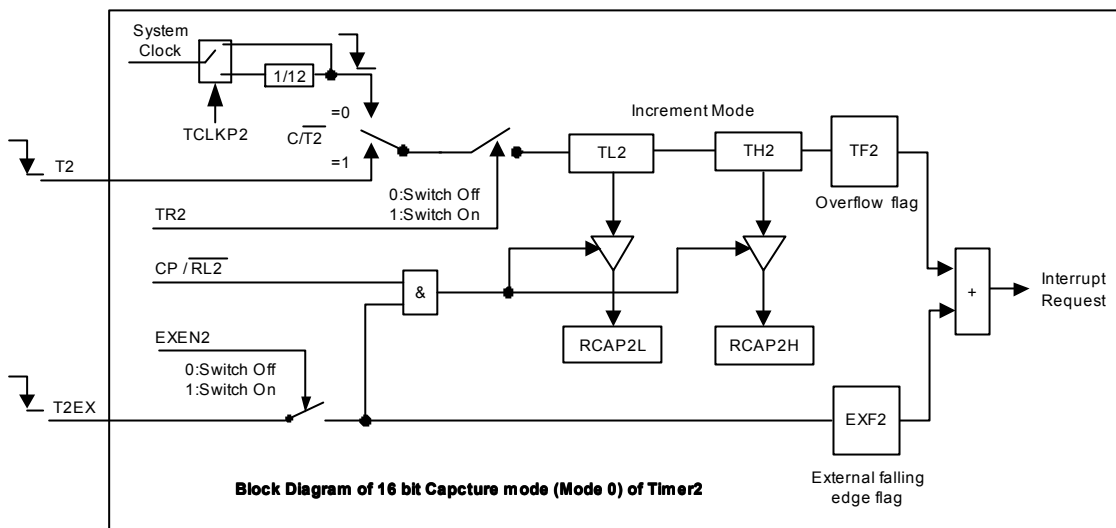 System
Clock
1/12
TCLKP2
=0
C/T2
=1
T2
Increment Mode
TL2
TH2
TF2
Overflow flag
0:Switch Off
1:Switch On
TR2
CP / RL2
&
+
Interrupt
Request
EXEN2
RCAP2L
RCAP2H
0:Switch Off
1:Switch On
T2EX
EXF2
External falling
edge flag
Block Diagram of 16 bit Capcture mode (Mode 0) of Timer2